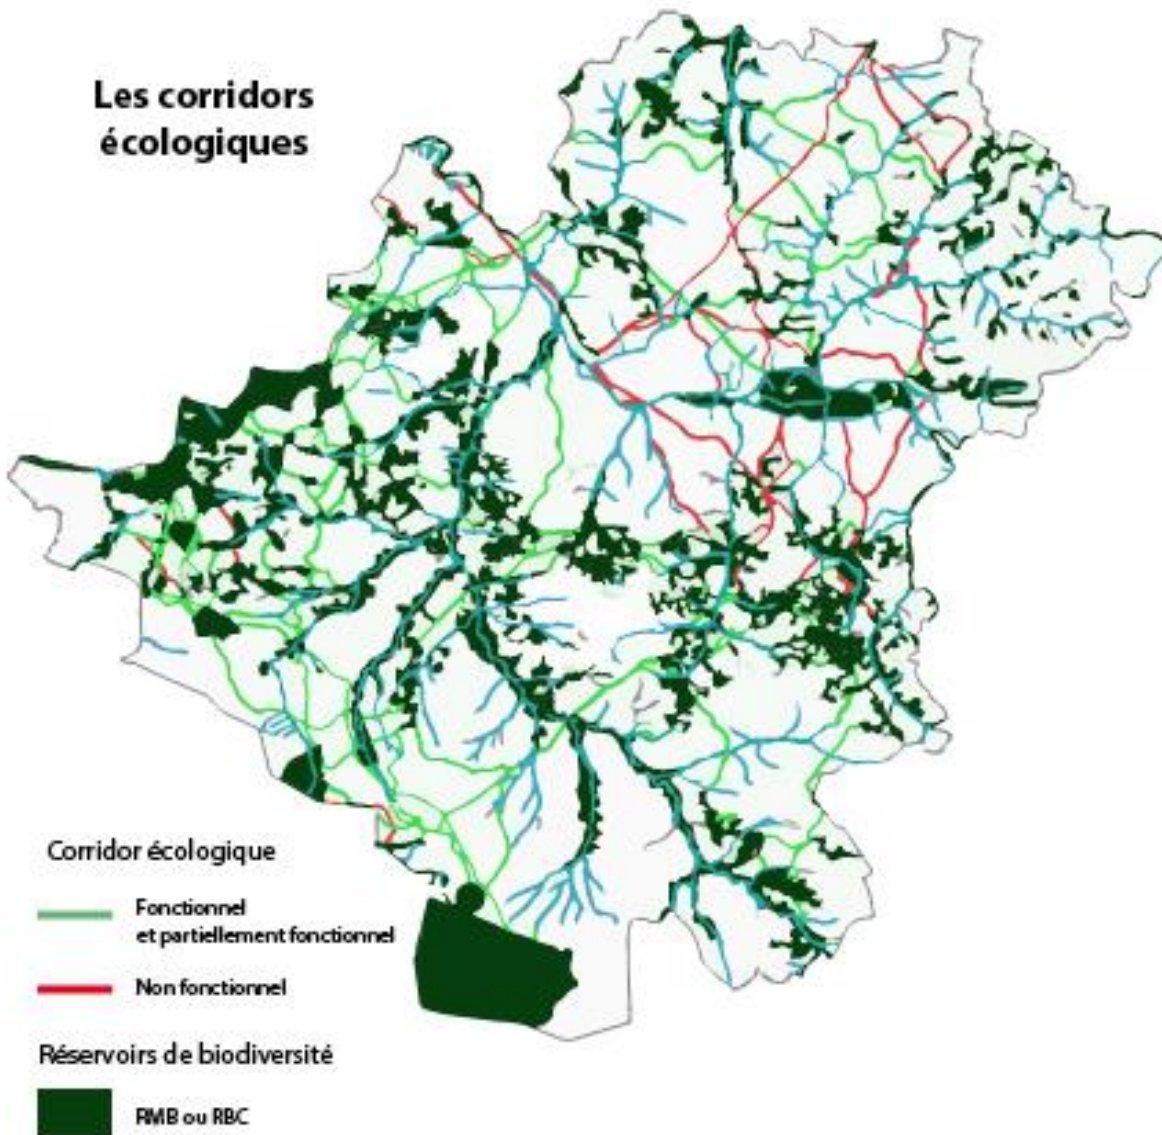 Les corridors
écologiques
Corridor écologique
Fonctionnel
et partiellement fonctionnel
Non fonctionnel
Réservoirs de biodiversité
RMB ou RBC